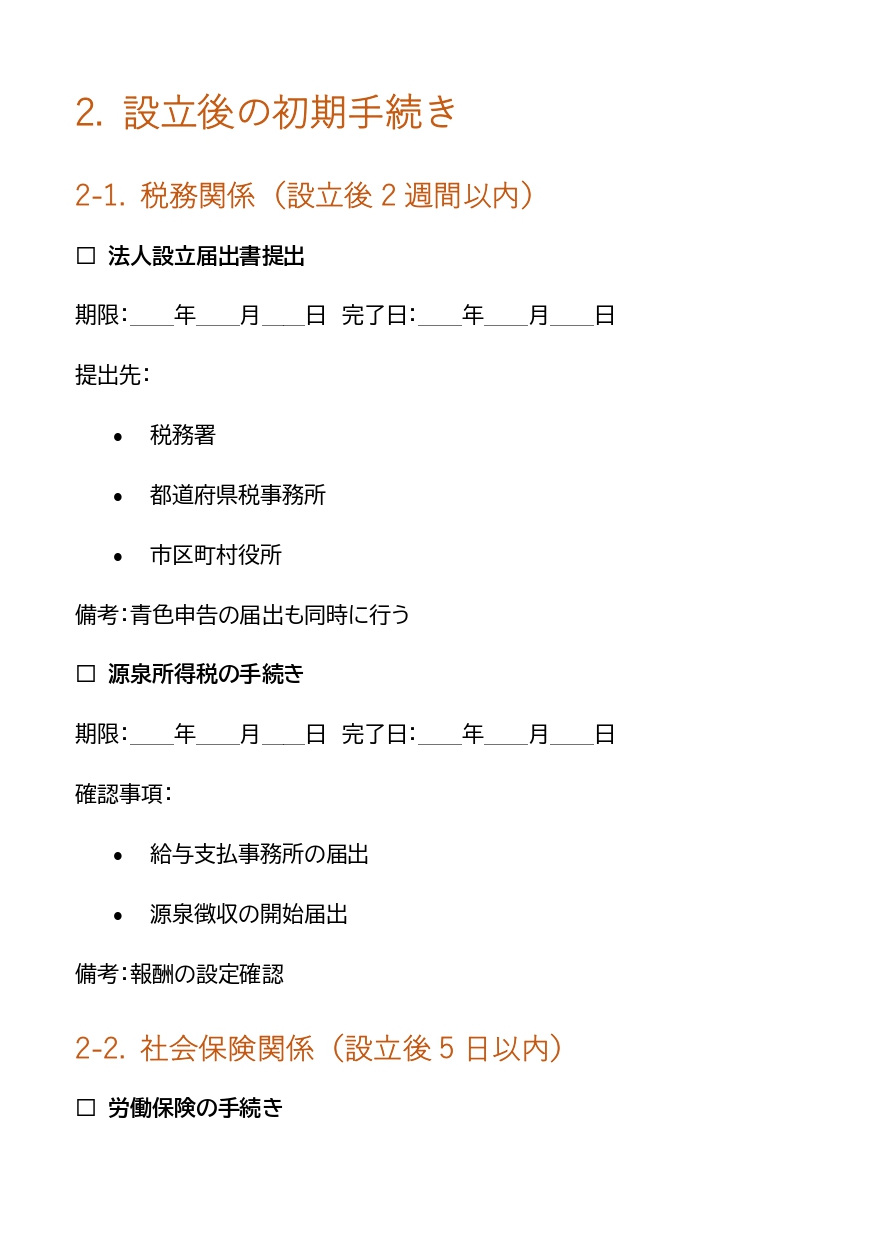 2. 設立後の初期手続き
2-1. 税務関係（設立後 2 週間以内）
☐ 法人設立届出書提出
期限：____年____月____日 完了日：____年____月____日
提出先：
• 税務署
• 都道府県税事務所
• 市区町村役所
備考：青色申告の届出も同時に行う
☐ 源泉所得税の手続き
期限：____年____月____日 完了日：____年____月____日
確認事項：
• 給与支払事務所の届出
• 源泉徴収の開始届出
備考：報酬の設定確認
2-2. 社会保険関係（設立後 5 日以内）
☐ 労働保険の手続き